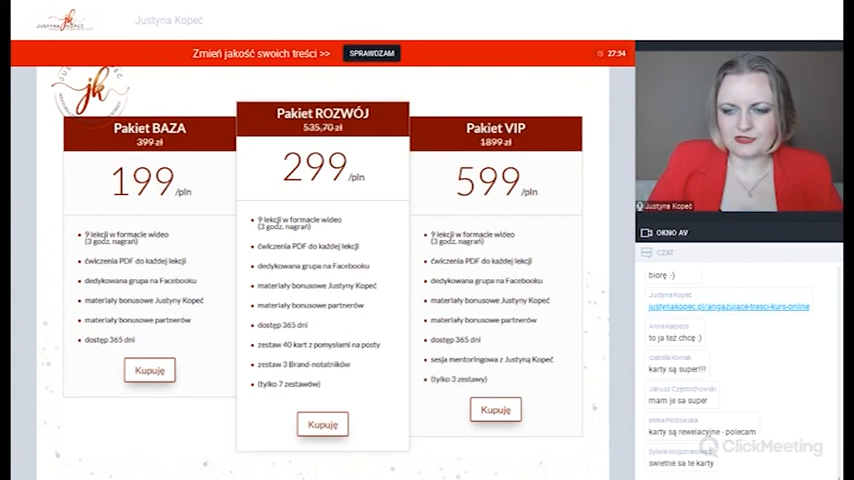 JUSTYNA KOPEĆ
Justyna Kopeć
Zmień jakość swoich treści >>
SPRAWDZAM
27:34
jk
Pakiet BAZA
399 zł
199 /pln
9 lekcji w formacie wideo
(3 godz. nagrań)
ćwiczenia PDF do każdej lekcji
dedykowana grupa na Facebooku
materiały bonusowe Justyny Kopeć
materiały bonusowe partnerów
dostęp 365 dni
Kupuję
Pakiet ROZWÓJ
535,70 zł
299 /pln
9 lekcji w formacie wideo
(3 godz. nagrań)
ćwiczenia PDF do każdej lekcji
dedykowana grupa na Facebooku
materiały bonusowe Justyny Kopeć
materiały bonusowe partnerów
dostęp 365 dni
zestaw 40 kart z pomysłami na posty
zestaw 3 Brand-notatników
(tylko 7 zestawów)
Kupuję
Pakiet VIP
1899 zł
599 /pln
9 lekcji w formacie wideo
(3 godz. nagrań)
ćwiczenia PDF do każdej lekcji
dedykowana grupa na Facebooku
materiały bonusowe Justyny Kopeć
materiały bonusowe partnerów
dostęp 365 dni
sesja mentoringowa z Justyną Kopeć
(tylko 3 zestawy)
Kupuję
Justyna Kopeć
OKNO AV
CZAT
biorę :-)
Justyna Kopeć
justynakopec.pl/angazujace-tresci-kurs-online
Anna
to ja też chcę :)
Izabella
karty są super!!!
Janusz Częstochowski
mam je sa super
Piotrowska
karty są rewelacyjne - polecam
Sylwia
swietne sa te karty
ClickMeeting